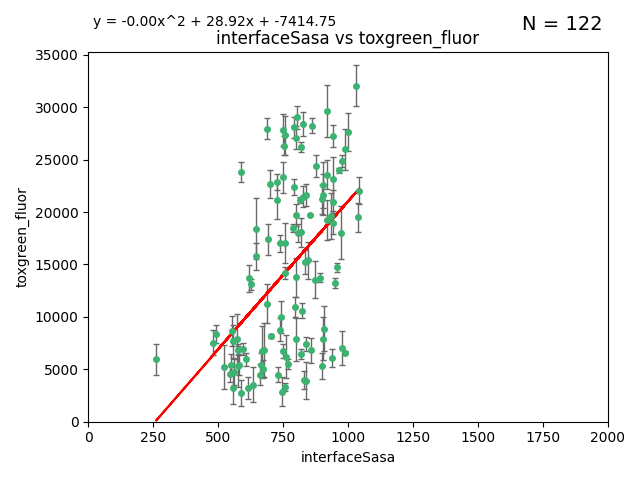 y = -0.00x^2 + 28.92x + -7414.75
N = 122
interfaceSasa vs toxgreen_fluor
35000
30000
25000
20000
15000
10000
5000
0
toxgreen_fluor
0 250 500 750 1000 1250 1500 1750 2000
interfaceSasa